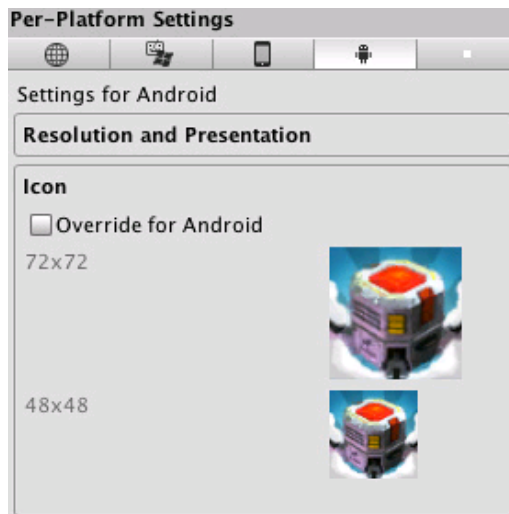 Per-Platform Settings
Settings for Android
Resolution and Presentation
Icon
Override for Android
72x72
48x48